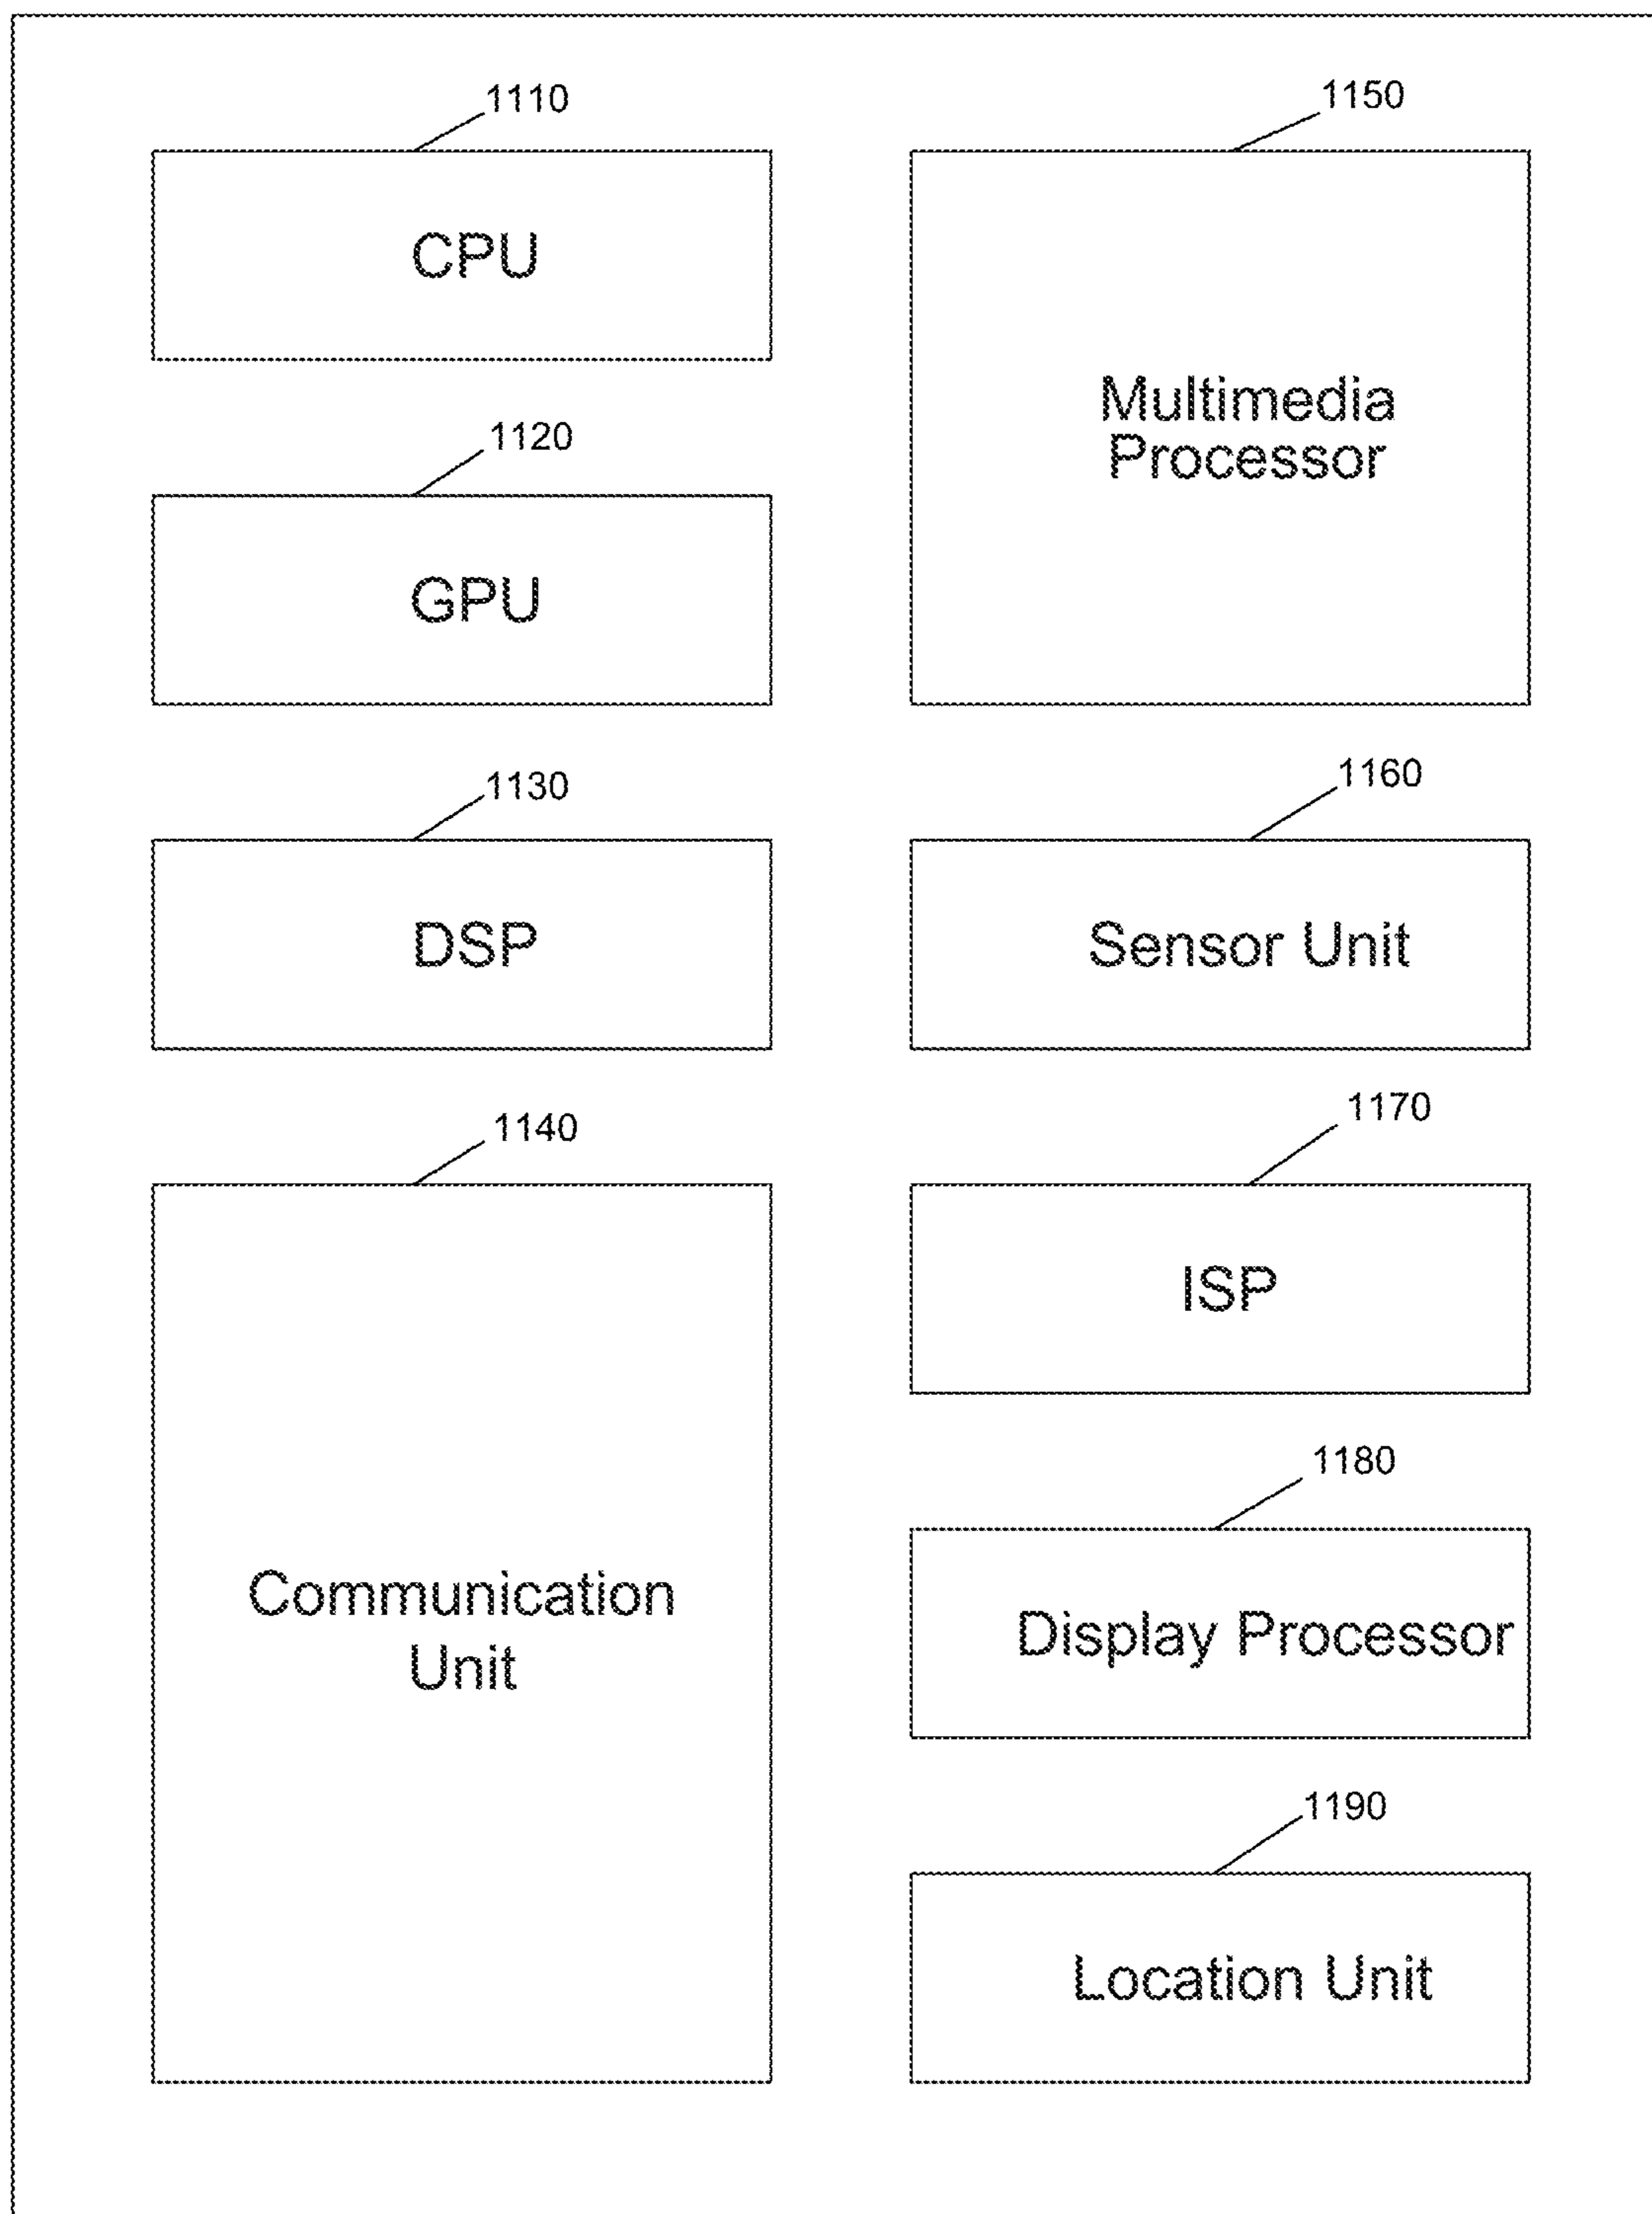 1110
CPU
1120
GPU
1130
DSP
1140
Communication
Unit
1150
Multimedia
Processor
1160
Sensor Unit
1170
ISP
1180
Display Processor
1190
Location Unit